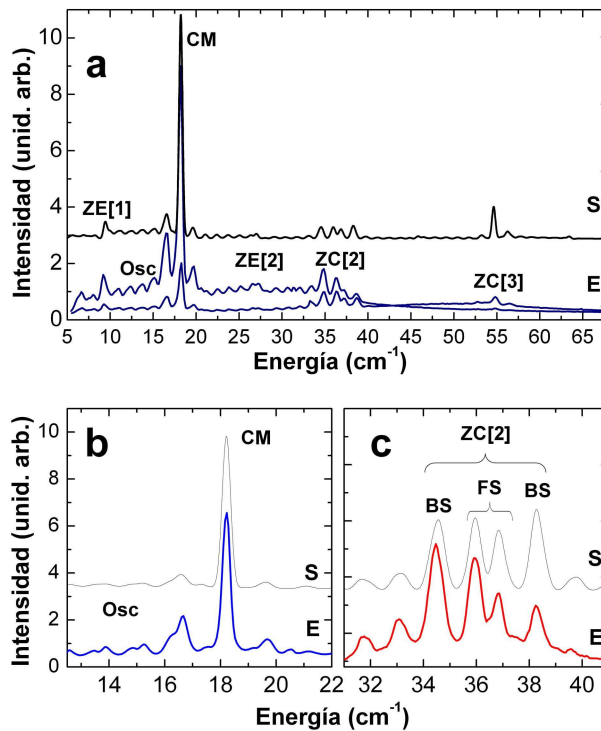 a
CM
ZE[1]
S
Osc
ZE[2]
ZC[2]
ZC[3]
E
Intensidad (unid. arb.)
10
8
6
4
2
0
5 10 15 20 25 30 35 40 45 50 55 60 65
Energía (cm⁻¹)
b
CM
S
Osc
E
Intensidad (unid. arb.)
10
8
6
4
2
0
14 16 18 20 22
c
ZC[2]
BS FS BS
S
E
32 34 36 38 40
Energía (cm⁻¹)